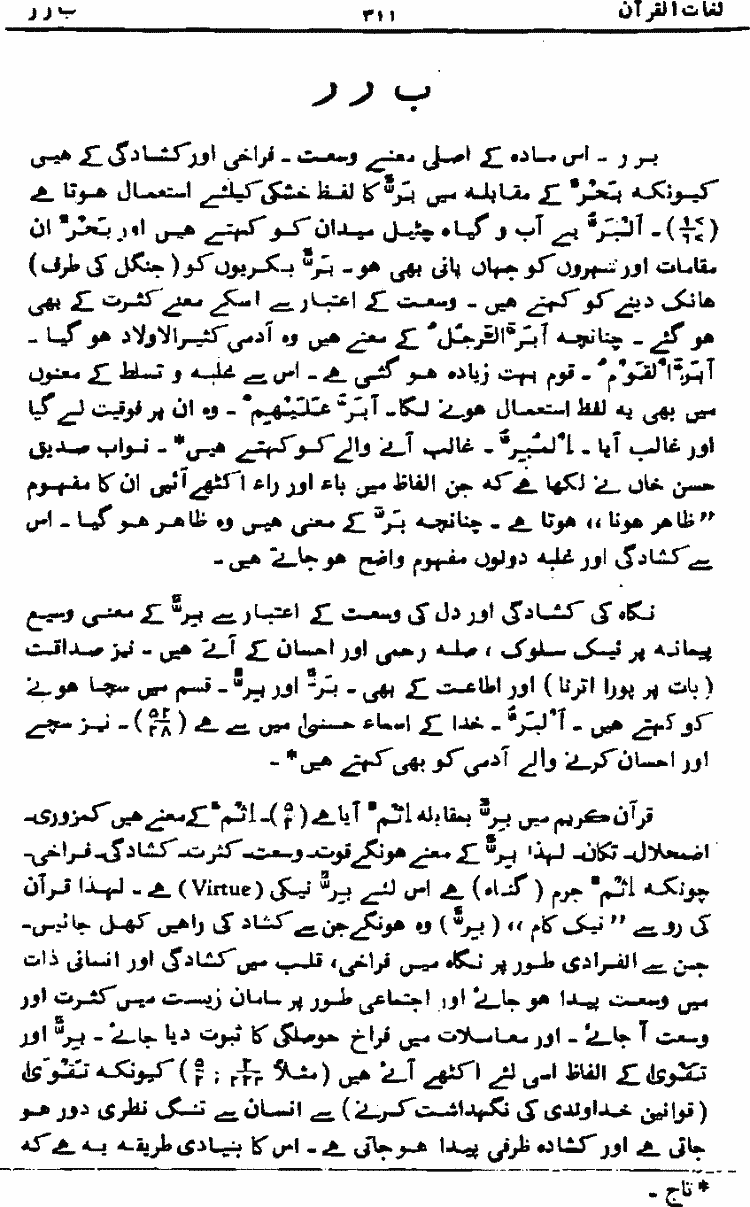 لغات القرآن ۳۱۱ ب ر ر
ب ر ر
ب ر ر ۔ اس مادہ کے اصلی معنے وسعت ۔ فراخی اور کشادگی کے ہیں
کیونکہ بَحْرٌ کے مقابلہ میں بَرٌّ کا لفظ خشکی کیلئے استعمال ہوتا ہے
۔ اَلْبَرُّ بے آب و گیاہ چٹیل میدان کو کہتے ہیں اور بَحْرٌ ان
مقامات اور شہروں کو جہاں پانی بھی ہو ۔ بَرٌّ بکریوں کو (جنگل کی طرف)
ہانک دینے کو کہتے ہیں ۔ وسعت کے اعتبار سے اسکے معنے کثرت کے بھی
ہو گئے ۔ چنانچہ اَبَرَّ الرَّجُلُ کے معنے ہیں وہ آدمی کثیرالاولاد ہو گیا ۔
اَبَرَّ الْقَوْمُ ۔ قوم بہت زیادہ ہو گئی ہے ۔ اس سے غلبہ و تسلط کے معنوں
میں بھی یہ لفظ استعمال ہونے لگا ۔ اَبَرَّ عَلَیْہِمْ ۔ وہ ان پر فوقیت لے گیا
اور غالب آیا ۔ اَلْمُبِرُّ ۔ غالب آنے والے کو کہتے ہیں* ۔ نواب صدیق
حسن خاں نے لکھا ہے کہ جن الفاظ میں باء اور راء اکٹھے آئیں ان کا مفہوم
”ظاہر ہونا،، ہوتا ہے ۔ چنانچہ بَرٌّ کے معنی ہیں وہ ظاہر ہو گیا ۔ اس
سے کشادگی اور غلبہ دونوں مفہوم واضح ہو جاتے ہیں ۔
نگاہ کی کشادگی اور دل کی وسعت کے اعتبار سے بِرٌّ کے معنی وسیع
پیمانہ پر نیک سلوک ، صلہ رحمی اور احسان کے آتے ہیں ۔ نیز صداقت
(بات پر پورا اترنا) اور اطاعت کے بھی ۔ بَرٌّ اور بِرٌّ ۔ قسم میں سچا ہونے
کو کہتے ہیں ۔ اَلْبَرُّ ۔ خدا کے اسماء حسنیٰ میں سے ہے (۵۲/۲۸) ۔ نیز سچے
اور احسان کرنے والے آدمی کو بھی کہتے ہیں* ۔
قرآن کریم میں بِرٌّ بمقابلہ اِثْمٌ آیا ہے (۵/۲)۔ اِثْمٌ کے معنے ہیں کمزوری۔
اضمحلال۔ تکان۔ لہذا بِرٌّ کے معنے ہونگے قوت۔ وسعت۔ کثرت۔ کشادگی۔ فراخی۔
چونکہ اِثْمٌ جرم (گناہ) ہے اس لئے بِرٌّ نیکی (Virtue) ہے ۔ لہذا قرآن
کی رو سے ”نیک کام،، (بِرٌّ) وہ ہونگے جن سے کشاد کی راہیں کھل جائیں۔
جن سے انفرادی طور پر نگاہ میں فراخی، قلب میں کشادگی اور انسانی ذات
میں وسعت پیدا ہو جائے اور اجتماعی طور پر سامان زیست میں کثرت اور
وسعت آ جائے ۔ اور معاملات میں فراخ حوصلگی کا ثبوت دیا جائے ۔ بِرٌّ اور
تَقْوٰی کے الفاظ اسی لئے اکٹھے آتے ہیں (مثلاً ۲/۲۲۴ ; ۵/۲) کیونکہ تَقْوٰی
(قوانین خداوندی کی نگہداشت کرنے) سے انسان سے تنگ نظری دور ہو
جاتی ہے اور کشادہ ظرفی پیدا ہو جاتی ہے ۔ اس کا بنیادی طریقہ یہ ہے کہ
*تاج ۔